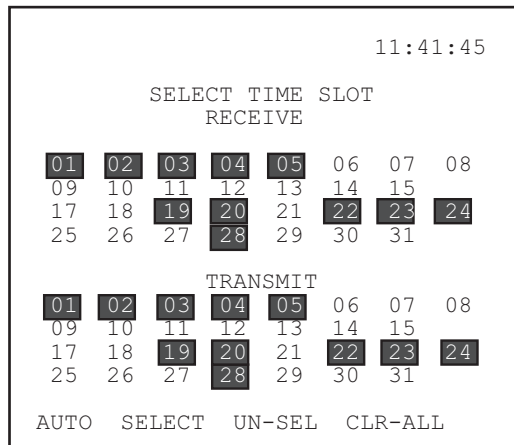 11:41:45
SELECT TIME SLOT
RECEIVE
01 02 03 04 05 06 07 08
09 10 11 12 13 14 15
17 18 19 20 21 22 23 24
25 26 27 28 29 30 31
TRANSMIT
01 02 03 04 05 06 07 08
09 10 11 12 13 14 15
17 18 19 20 21 22 23 24
25 26 27 28 29 30 31
AUTO SELECT UN-SEL CLR-ALL